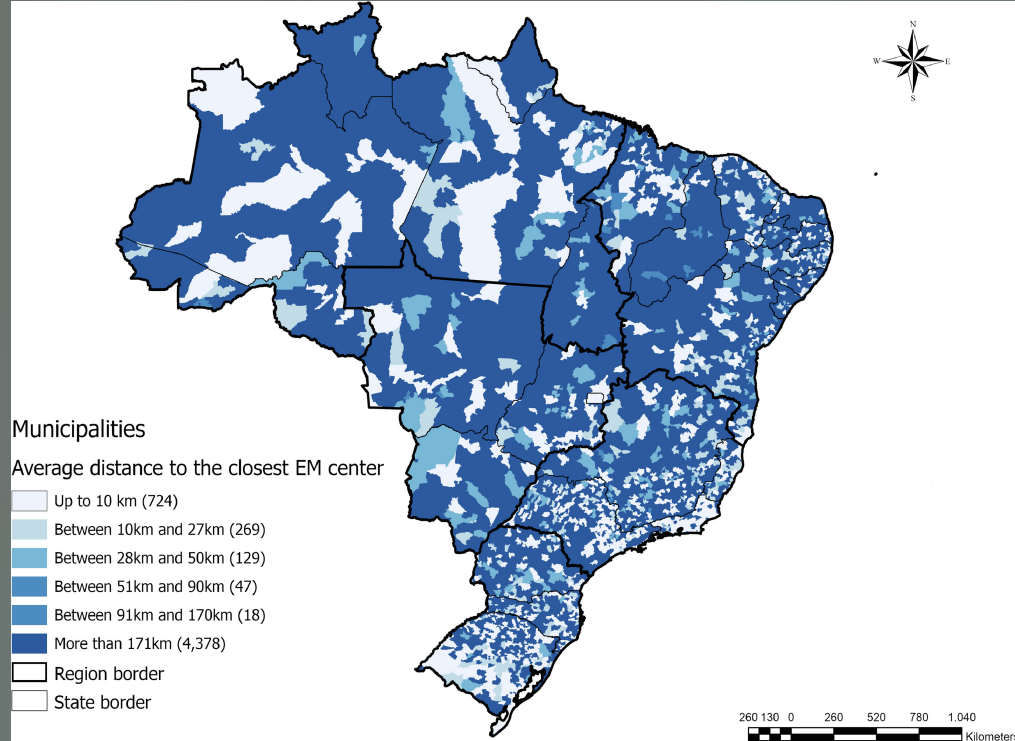 N
W E
S
Municipalities
Average distance to the closest EM center
Up to 10 km (724)
Between 10km and 27km (269)
Between 28km and 50km (129)
Between 51km and 90km (47)
Between 91km and 170km (18)
More than 171km (4,378)
Region border
State border
260 130 0 260 520 780 1.040
Kilometers